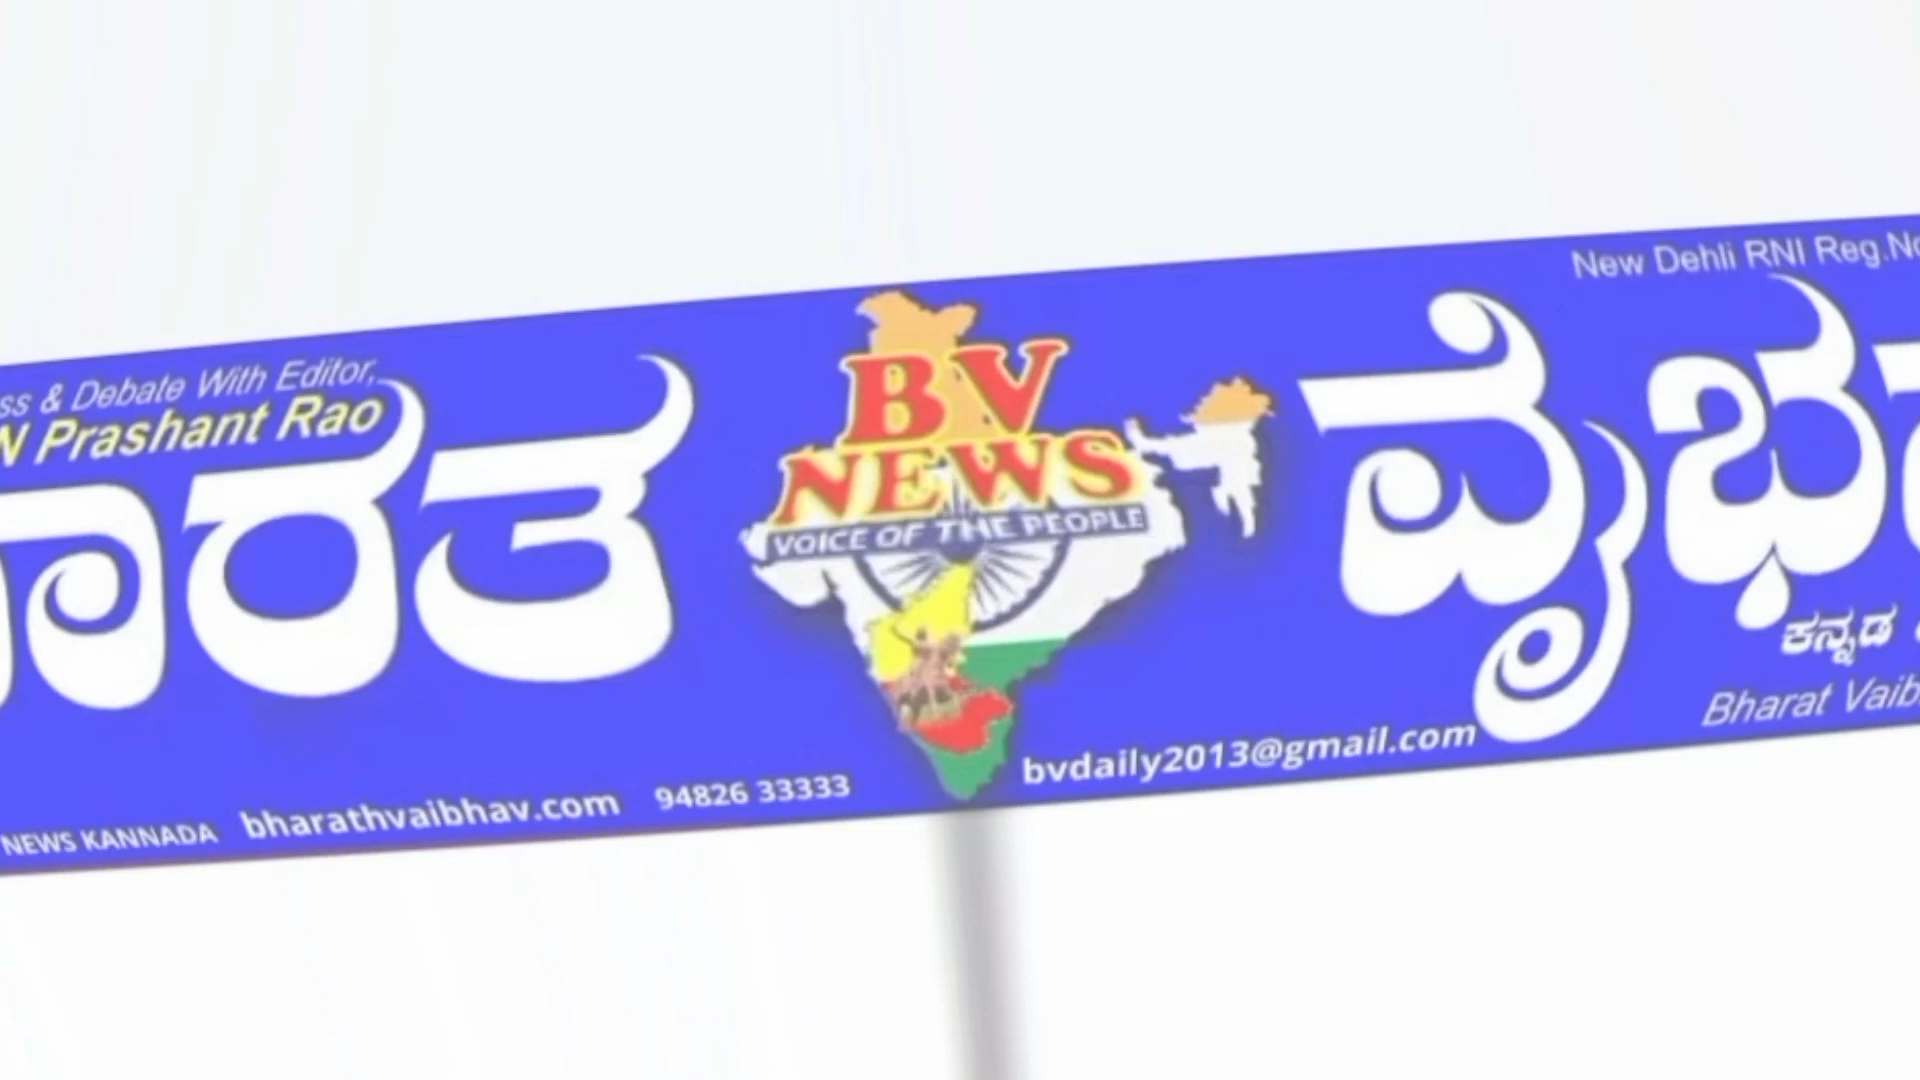 & Debate With Editor,
N Prashant Rao
ಭಾರತ
BV
NEWS
VOICE OF THE PEOPLE
New Dehli RNI Reg.No
ವೈಭವ
ಕನ್ನಡ
Bharat Vaib
NEWS KANNADA bharathvaibhav.com 94826 33333 bvdaily2013@gmail.com